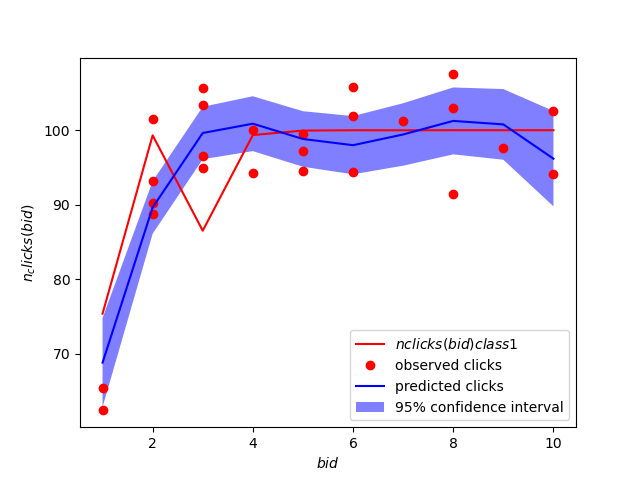 100
90
80
70
n_clicks(bid)
nclicks(bid)class1
observed clicks
predicted clicks
95% confidence interval
2 4 6 8 10
bid